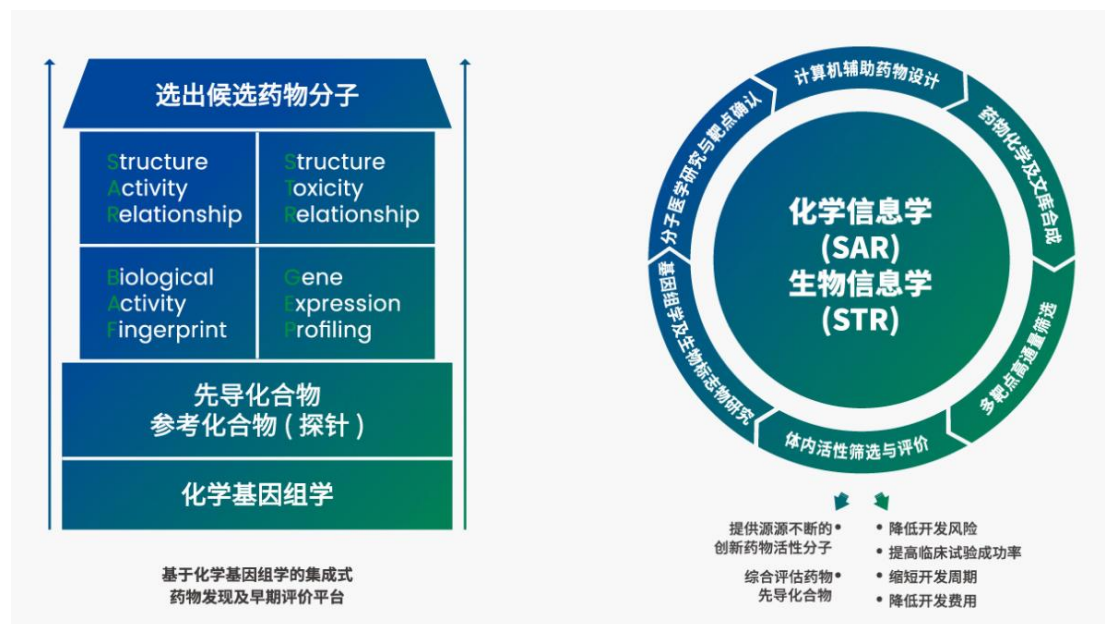 选出候选药物分子
Structure
Activity
Relationship
Structure
Toxicity
Relationship
Biological
Activity
Fingerprint
Gene
Expression
Profiling
先导化合物
参考化合物 ( 探针 )
化学基因组学
基于化学基因组学的集成式
药物发现及早期评价平台
计算机辅助药物设计
药物化学及文库合成
多靶点高通量筛选
体内活性筛选与评价
基因组学及生物标志物研究
分子医学研究与靶点确认
化学信息学
(SAR)
生物信息学
(STR)
提供源源不断的•
创新药物活性分子
综合评估药物•
先导化合物
• 降低开发风险
• 提高临床试验成功率
• 缩短开发周期
• 降低开发费用